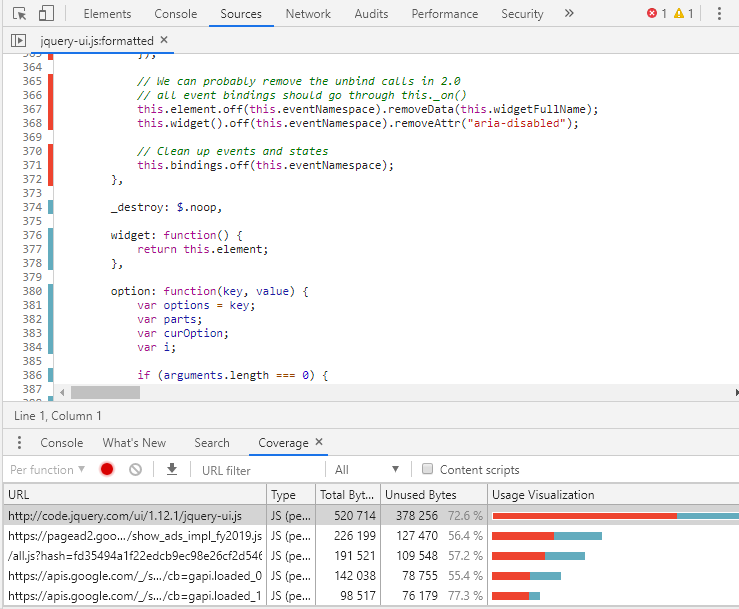 Elements Console Sources Network Audits Performance Security » 1 1
jquery-ui.js:formatted ×
363 });
364
365 // We can probably remove the unbind calls in 2.0
366 // all event bindings should go through this._on()
367 this.element.off(this.eventNamespace).removeData(this.widgetFullName);
368 this.widget().off(this.eventNamespace).removeAttr("aria-disabled");
369
370 // Clean up events and states
371 this.bindings.off(this.eventNamespace);
372 },
373
374 _destroy: $.noop,
375
376 widget: function() {
377 return this.element;
378 },
379
380 option: function(key, value) {
381 var options = key;
382 var parts;
383 var curOption;
384 var i;
385
386 if (arguments.length === 0) {
387
Line 1, Column 1
Console What's New Search Coverage ×
Per function URL filter All Content scripts
URL Type Total Byt... Unused Bytes Usage Visualization
http://code.jquery.com/ui/1.12.1/jquery-ui.js JS (pe... 520 714 378 256 72.6 %
https://pagead2.goo.../show_ads_impl_fy2019.js JS (pe... 226 199 127 470 56.4 %
/all.js?hash=fd35494a1f22edcb9ec98e26cf2d546 JS (pe... 191 521 109 548 57.2 %
https://apis.google.com/_/s.../cb=gapi.loaded_0 JS (pe... 142 038 78 755 55.4 %
https://apis.google.com/_/s.../cb=gapi.loaded_1 JS (pe... 98 517 76 179 77.3 %